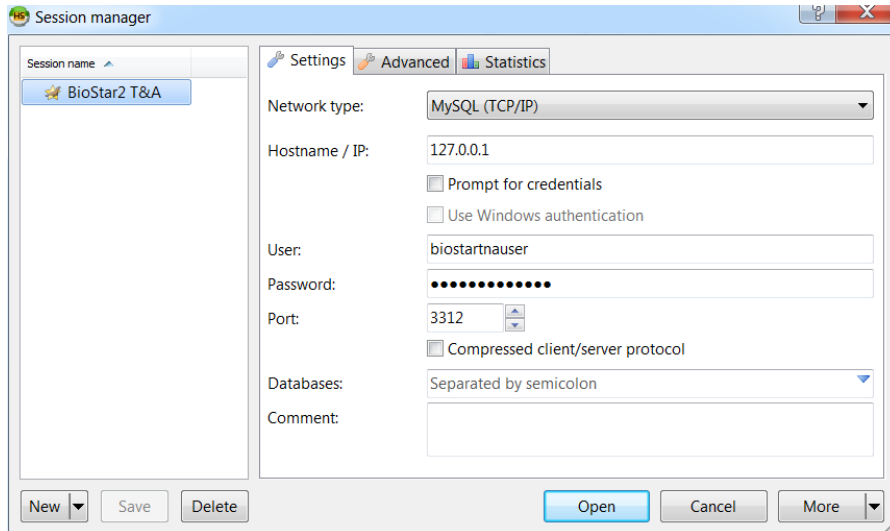 Session manager
Session name
BioStar2 T&A
Settings Advanced Statistics
Network type: MySQL (TCP/IP)
Hostname / IP: 127.0.0.1
Prompt for credentials
Use Windows authentication
User: biostartnauser
Password: ●●●●●●●●●●●●●
Port: 3312
Compressed client/server protocol
Databases: Separated by semicolon
Comment:
New Save Delete Open Cancel More